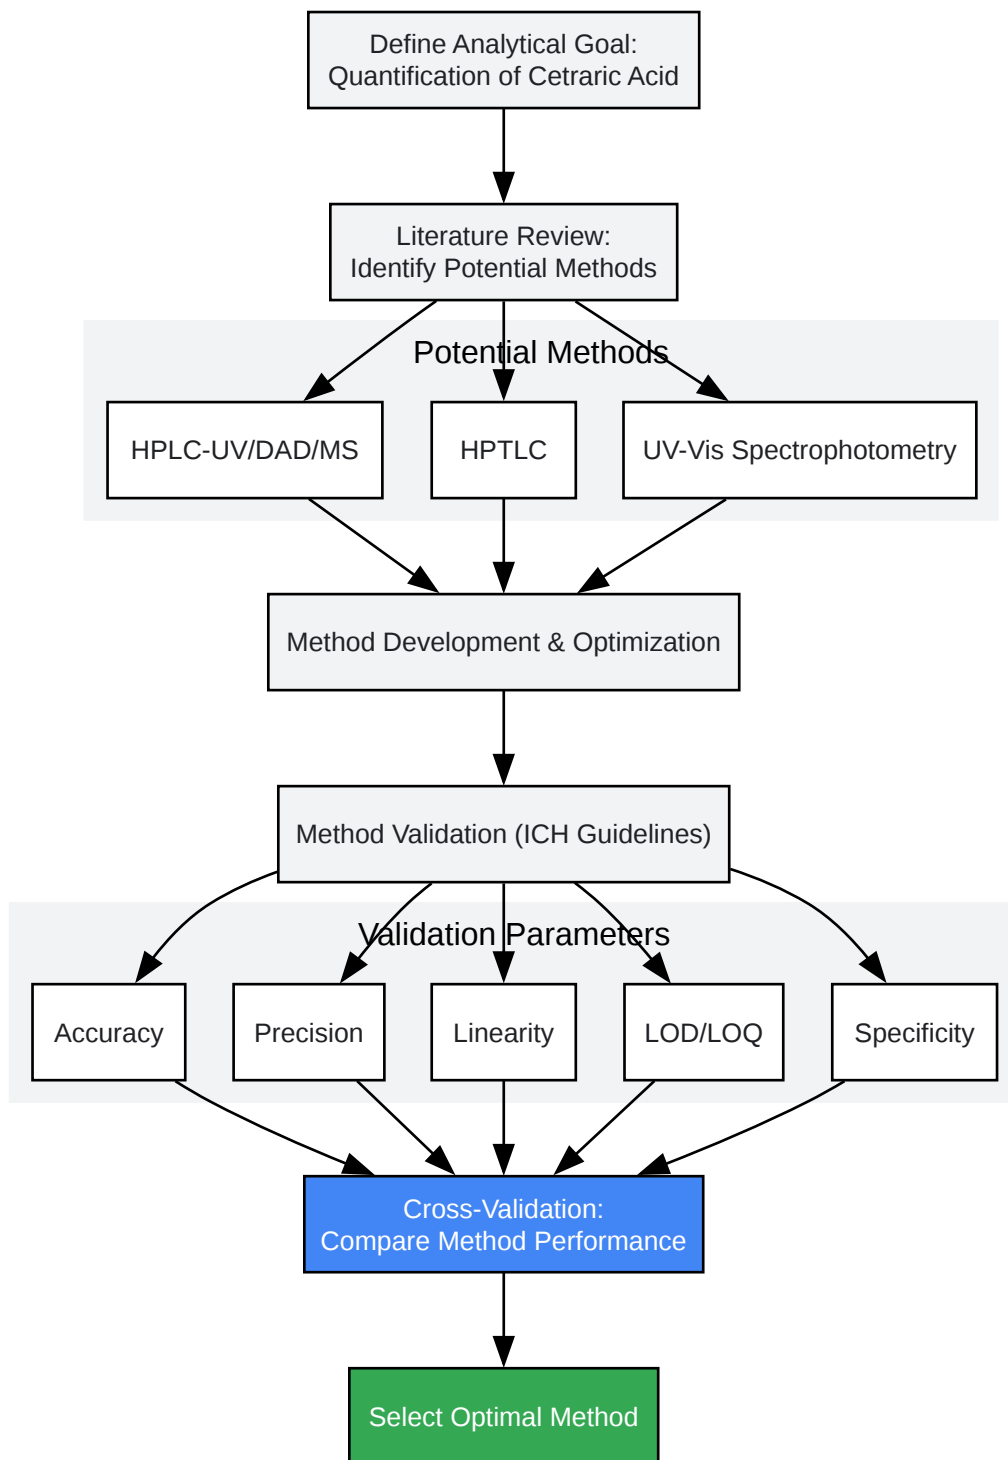 Define Analytical Goal:
Quantification of Cetraric Acid
Literature Review:
Identify Potential Methods
Potential Methods
HPLC-UV/DAD/MS
HPTLC
UV-Vis Spectrophotometry
Method Development & Optimization
Method Validation (ICH Guidelines)
Validation Parameters
Accuracy
Precision
Linearity
LOD/LOQ
Specificity
Cross-Validation:
Compare Method Performance
Select Optimal Method